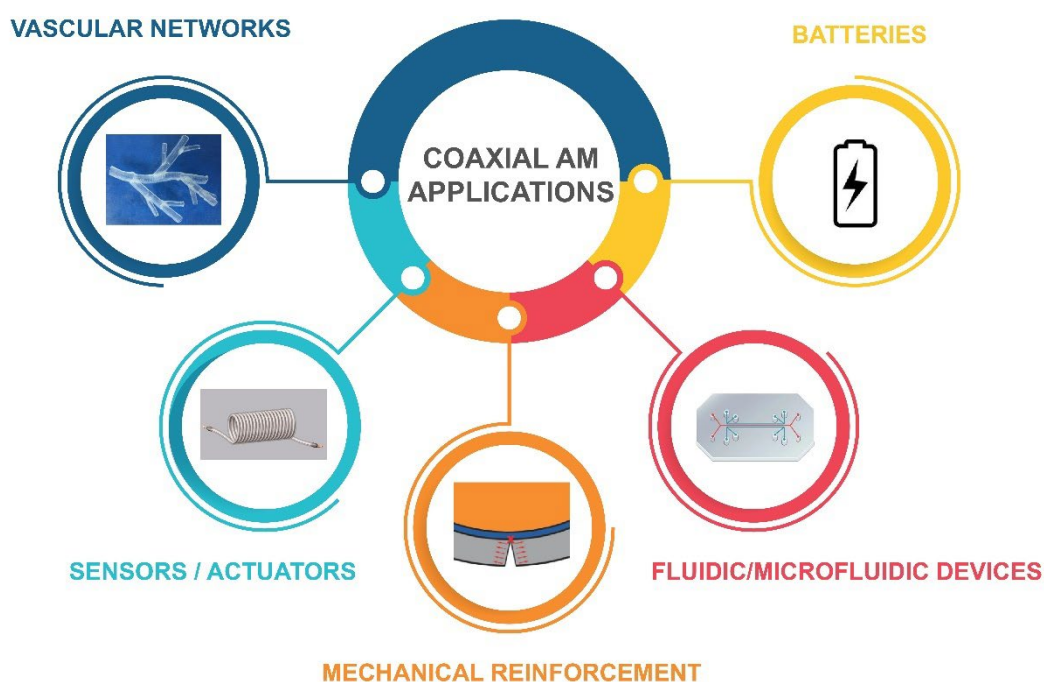 VASCULAR NETWORKS
BATTERIES
COAXIAL AM
APPLICATIONS
SENSORS / ACTUATORS
FLUIDIC/MICROFLUIDIC DEVICES
MECHANICAL REINFORCEMENT